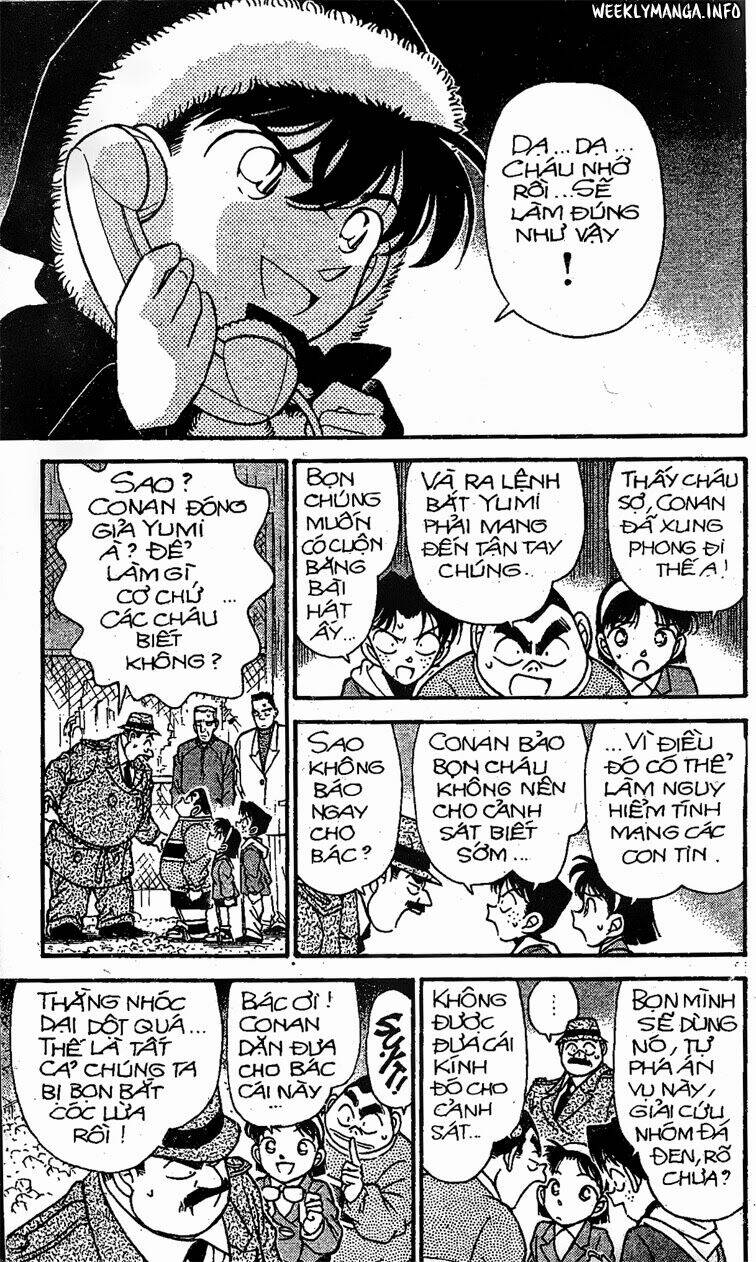 WEEKLYMANGA.INFO
DẠ...DẠ...
CHÁU NHỚ
RỒI...SẼ
LÀM ĐÚNG
NHƯ VẬY
!
SAO?
CONAN ĐÓNG
GIẢ YUMI
À? ĐỂ
LÀM GÌ
CƠ CHỨ...
CÁC CHÁU
BIẾT
KHÔNG?
BỌN
CHÚNG
MUỐN
CÓ CUỘN
BĂNG
BÀI
HÁT
ẤY...
VÀ RA LỆNH
BẮT YUMI
PHẢI MANG
ĐẾN TẬN TAY
CHÚNG..
THẤY CHÁU
SỢ, CONAN
ĐÃ XUNG
PHONG ĐI
THẾ Ạ!
SAO
KHÔNG
BÁO
NGAY
CHO
BÁC?
CONAN BẢO
BỌN CHÁU
KHÔNG NÊN
CHO CẢNH
SÁT BIẾT
SỚM...
...VÌ ĐIỀU
ĐÓ CÓ THỂ
LÀM NGUY
HIỂM TÍNH
MẠNG CÁC
CON TIN.
THẰNG NHÓC
DẠI DỘT QUÁ...
THẾ LÀ TẤT
CẢ CHÚNG TA
BỊ BỌN BẮT
CÓC LỪA
RỒI!
BÁC ƠI!
CONAN
DẶN ĐƯA
CHO BÁC
CÁI NÀY
...
SUỴT!
KHÔNG
ĐƯỢC
ĐƯA CÁI
KÍNH
ĐÓ CHO
CẢNH
SÁT...
...
BỌN MÌNH
SẼ DÙNG
NÓ, TỰ
PHÁ ÁN
VỤ NÀY,
GIẢI CỨU
NHÓM ĐÁ
ĐEN, RÕ
CHƯA?